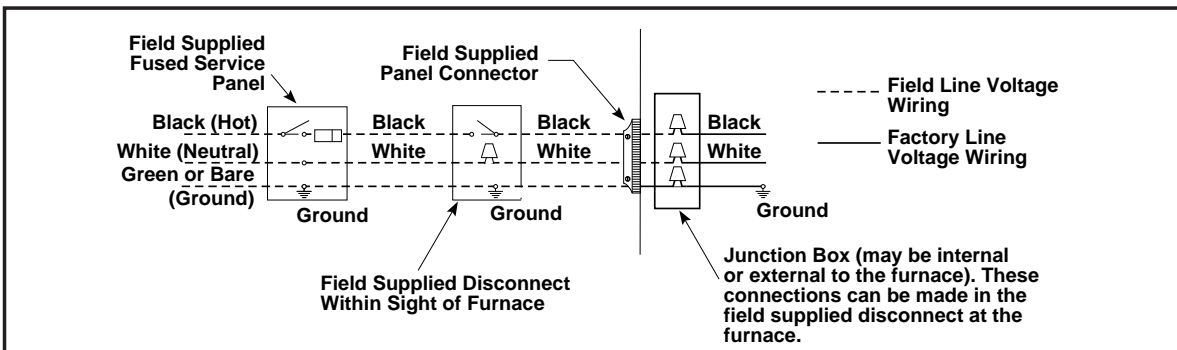 Field Supplied
Fused Service
Panel
Field Supplied
Panel Connector
Field Line Voltage
Wiring
Factory Line
Voltage Wiring
Black (Hot)
Black
Black
Black
White (Neutral)
White
White
White
Green or Bare
(Ground)
Ground
Ground
Ground
Field Supplied Disconnect
Within Sight of Furnace
Junction Box (may be internal
or external to the furnace). These
connections can be made in the
field supplied disconnect at the
furnace.